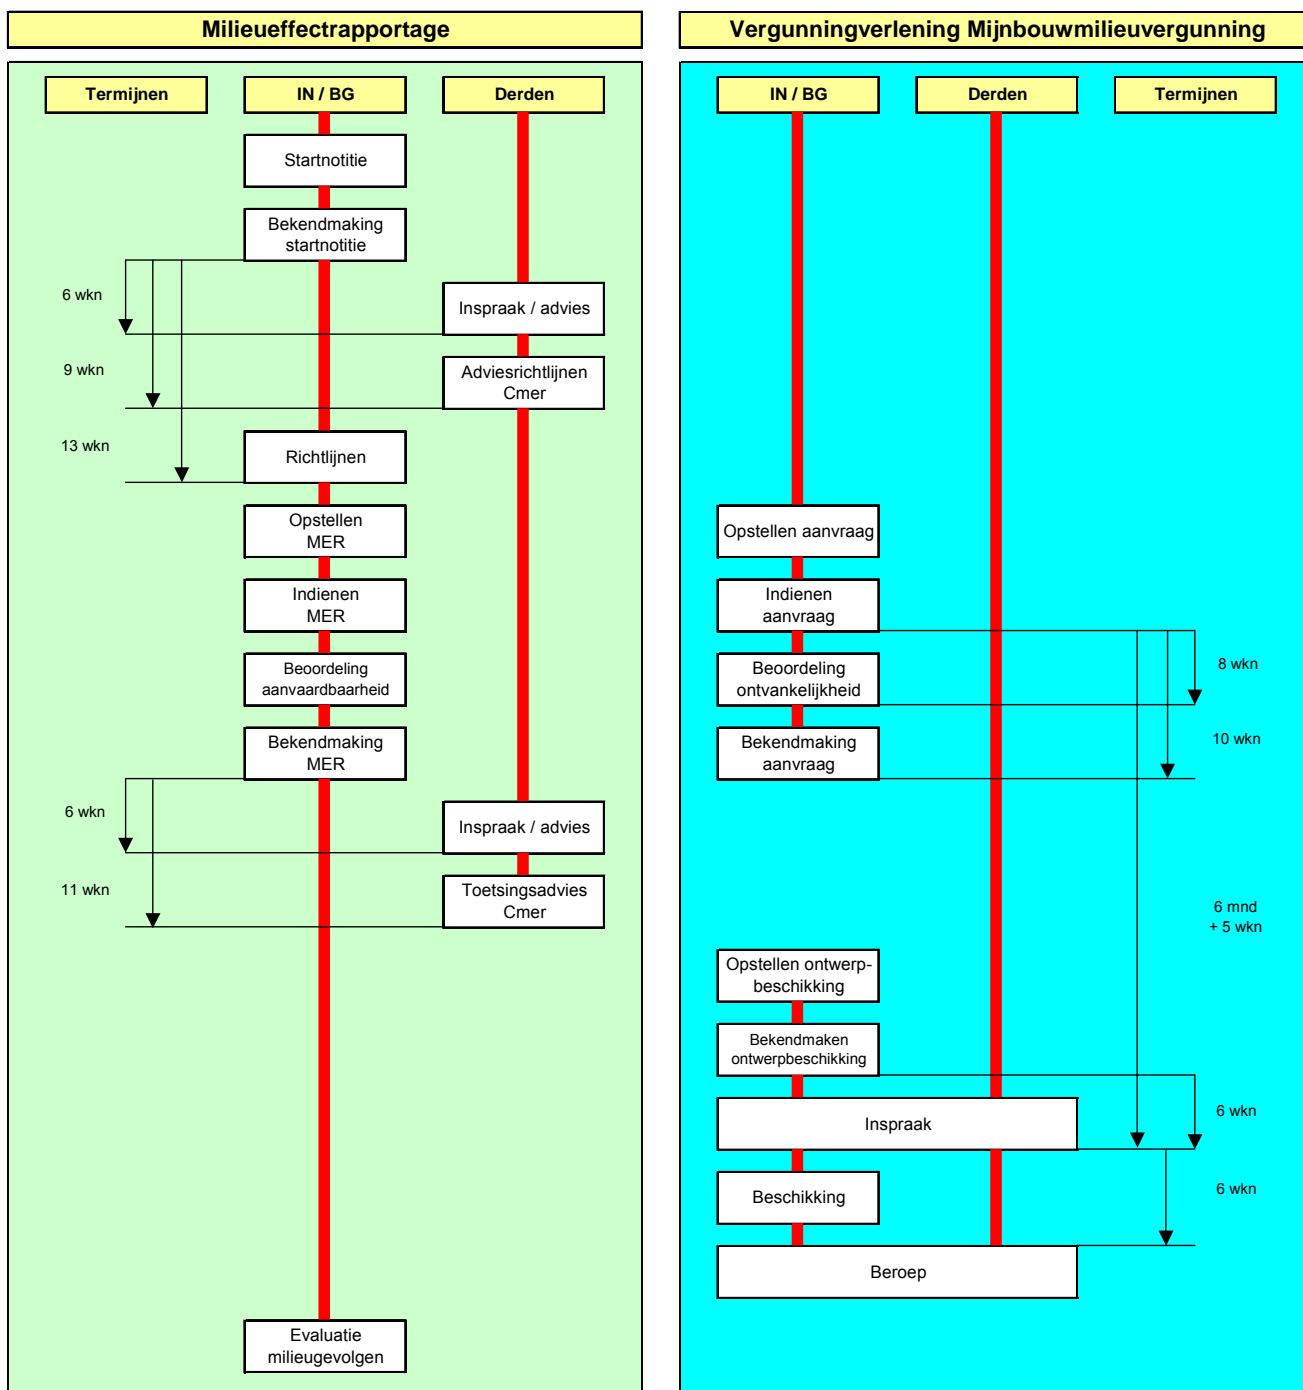 Milieueffectrapportage
Termijnen
IN / BG
Derden
Startnotitie
Bekendmaking
startnotitie
6 wkn
Inspraak / advies
9 wkn
Adviesrichtlijnen
Cmer
13 wkn
Richtlijnen
Opstellen
MER
Indienen
MER
Beoordeling
aanvaardbaarheid
Bekendmaking
MER
6 wkn
Inspraak / advies
11 wkn
Toetsingsadvies
Cmer
Evaluatie
milieugevolgen
Vergunningverlening Mijnbouwmilieuvergunning
IN / BG
Derden
Termijnen
Opstellen aanvraag
Indienen
aanvraag
Beoordeling
ontvankelijkheid
8 wkn
Bekendmaking
aanvraag
10 wkn
6 mnd
+ 5 wkn
Opstellen ontwerp-
beschikking
Bekendmaken
ontwerpbeschikking
Inspraak
6 wkn
Beschikking
6 wkn
Beroep